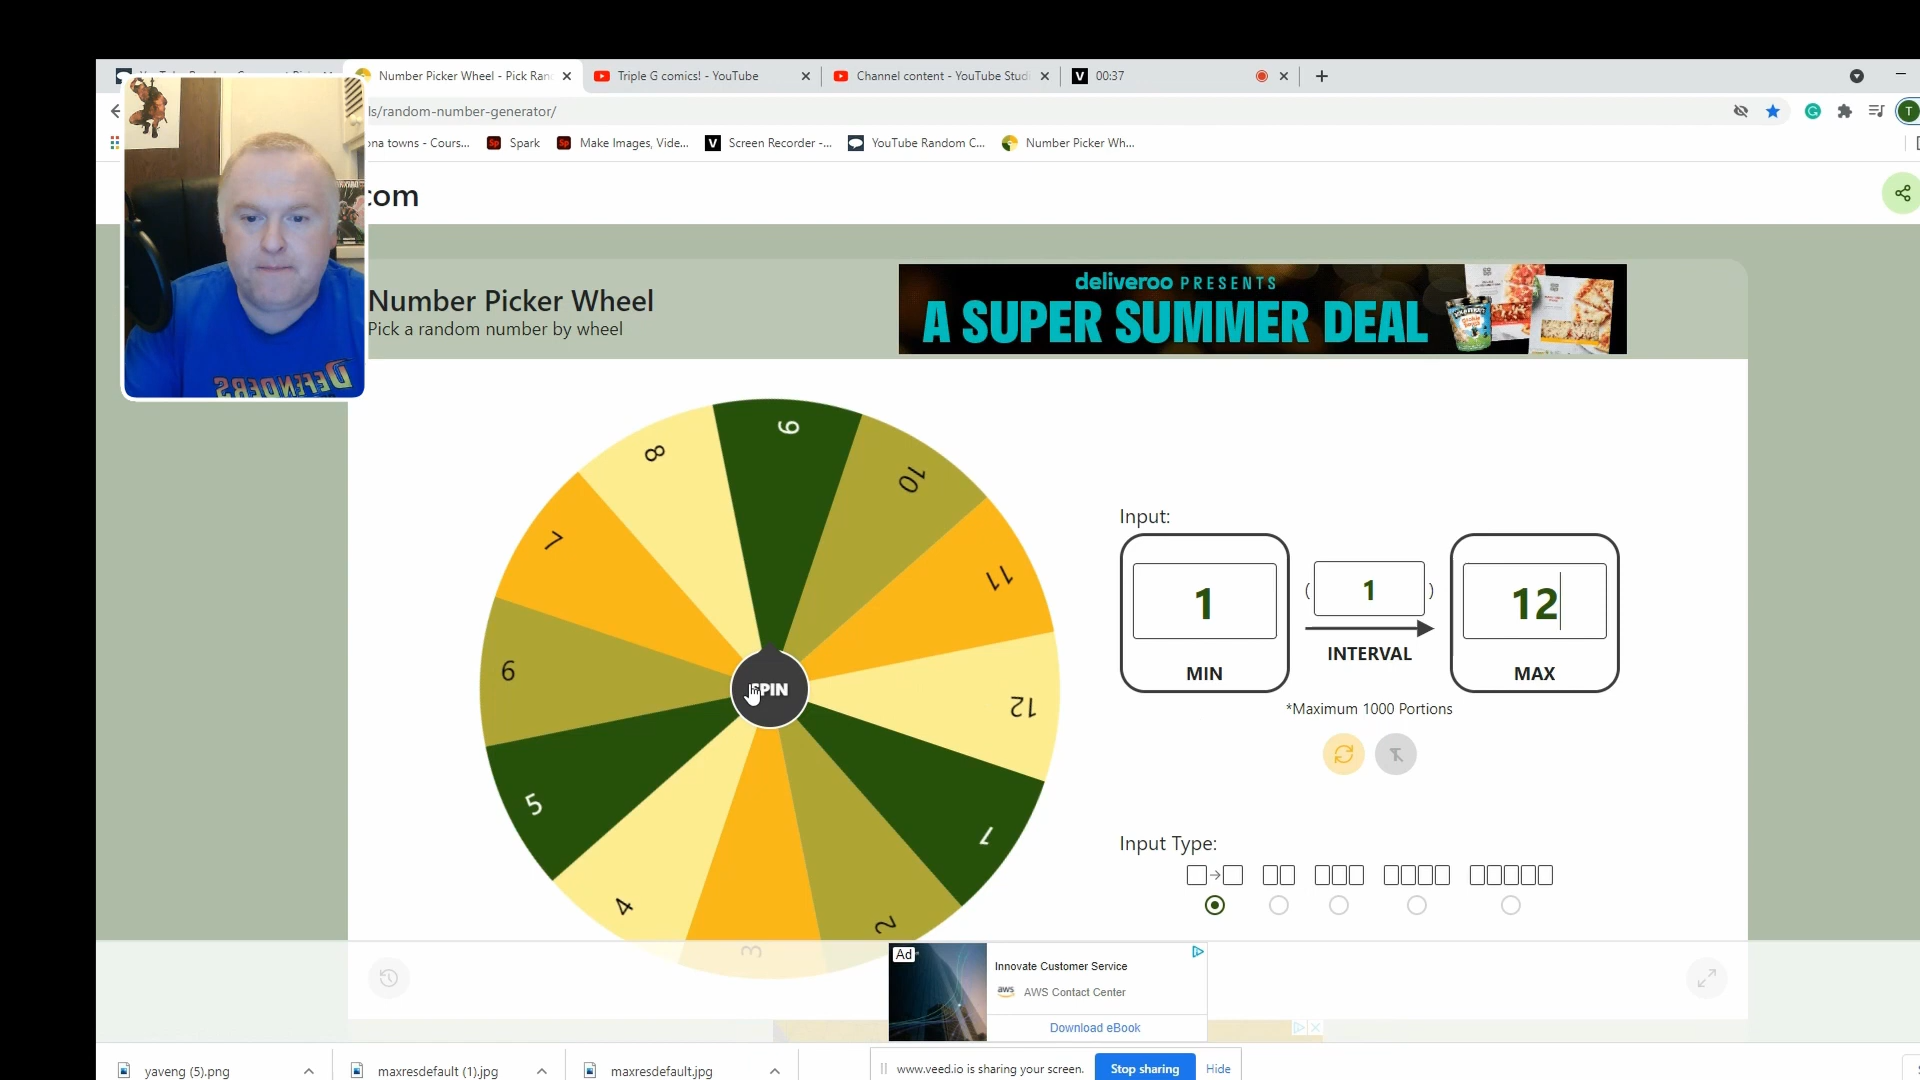 Number Picker Wheel - Pick Ran
Triple G comics! - YouTube
Channel content - YouTube Studi
V 00:37
ls/random-number-generator/
T
ona towns - Cours...
Sp Spark
Sp Make Images, Vide...
V Screen Recorder -...
YouTube Random C...
Number Picker Wh...
com
Number Picker Wheel
Pick a random number by wheel
deliveroo PRESENTS
A SUPER SUMMER DEAL
DEFENDERS
9
8
10
7
11
6
12
5
1
4
2
3
SPIN
Input:
1
MIN
( 1 )
INTERVAL
12
MAX
*Maximum 1000 Portions
Input Type:
Ad
Innovate Customer Service
aws AWS Contact Center
Download eBook
yaveng (5).png
maxresdefault (1).jpg
maxresdefault.jpg
www.veed.io is sharing your screen.
Stop sharing
Hide